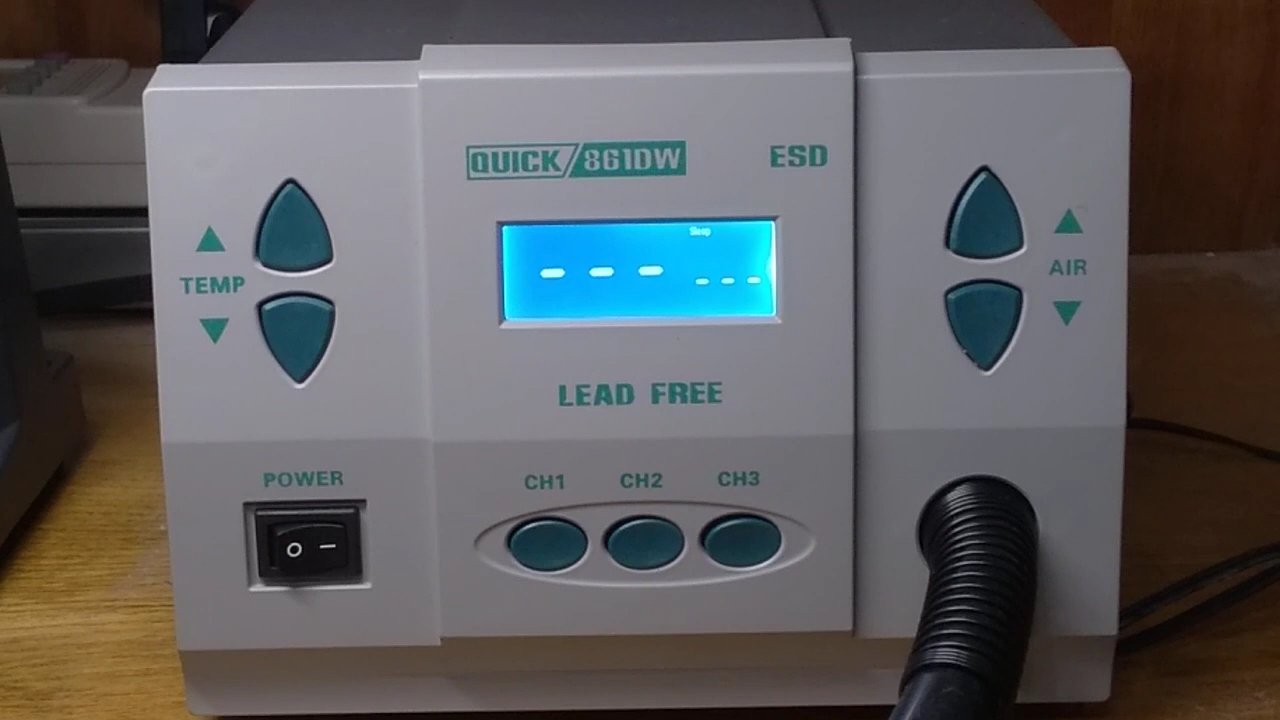 QUICK/861DW ESD
Sleep
--- ---
▲
TEMP
▼
▲
AIR
▼
LEAD FREE
POWER
O –
CH1 CH2 CH3